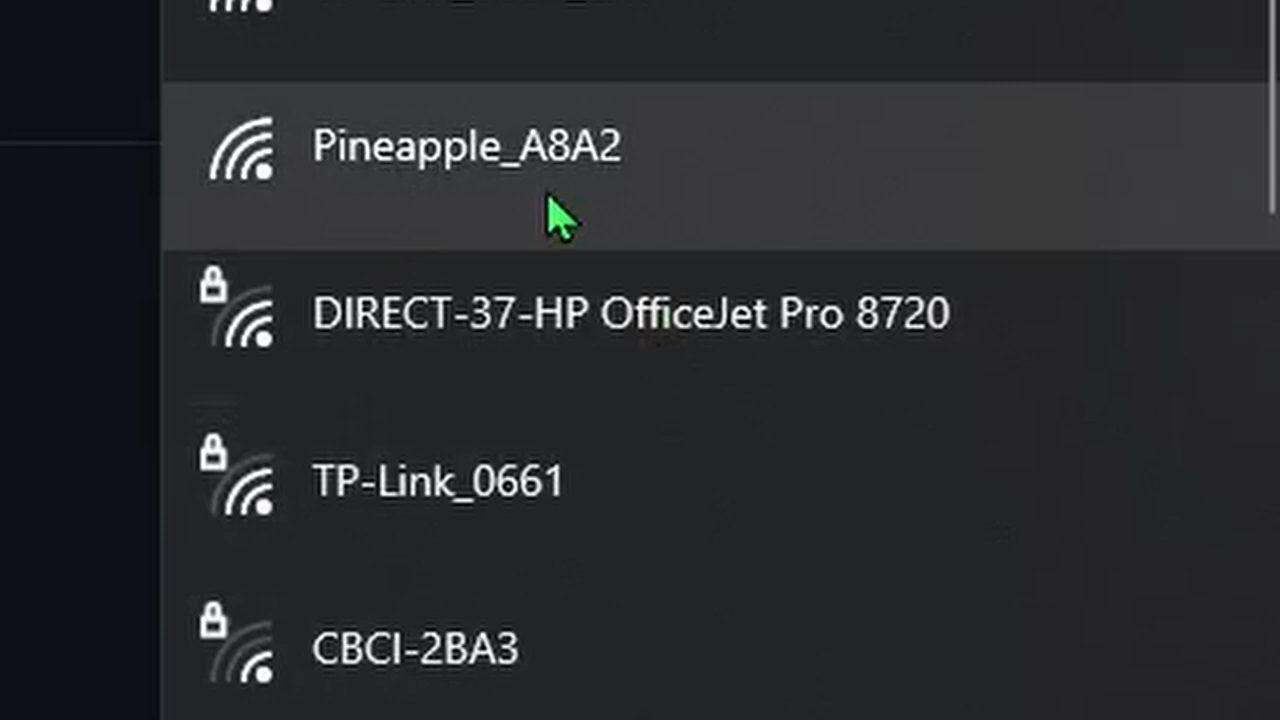 Pineapple_A8A2
DIRECT-37-HP OfficeJet Pro 8720
TP-Link_0661
CBCI-2BA3